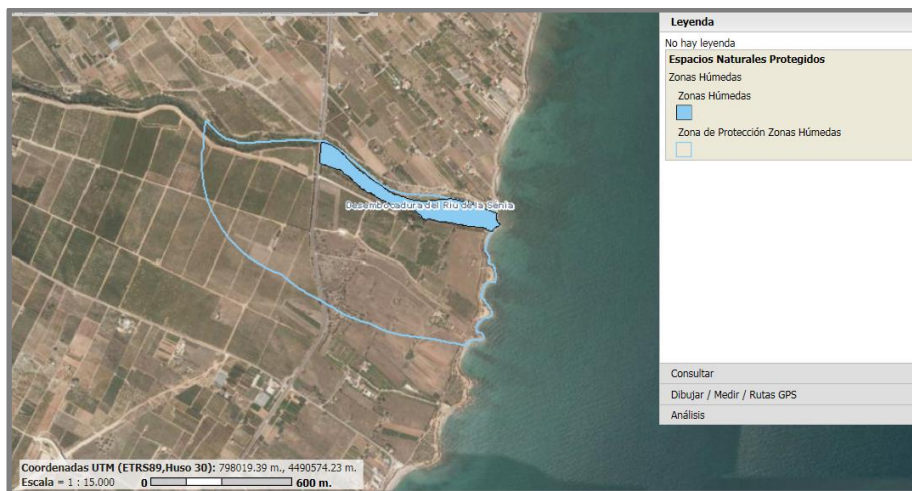 Leyenda
No hay leyenda
Espacios Naturales Protegidos
Zonas Húmedas
Zonas Húmedas
Zona de Protección Zonas Húmedas
Desembocadura del Riu de la Sénia
Consultar
Dibujar / Medir / Rutas GPS
Análisis
Coordenadas UTM (ETRS89,Huso 30): 798019.39 m., 4490574.23 m.
Escala = 1 : 15.000 0 600 m.